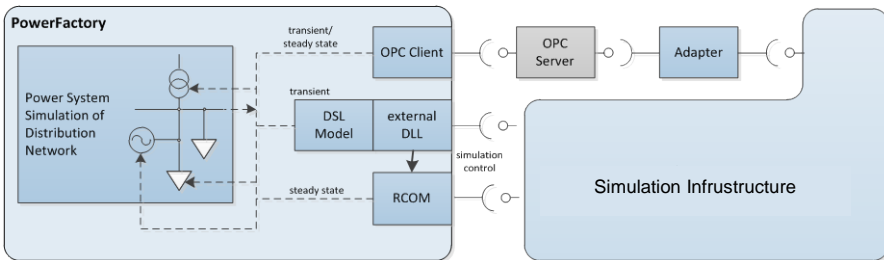 PowerFactory
transient/
steady state
OPC Client
OPC
Server
Adapter
Power System
Simulation of
Distribution
Network
transient
DSL
Model
external
DLL
simulation
control
steady state
RCOM
Simulation Infrustructure